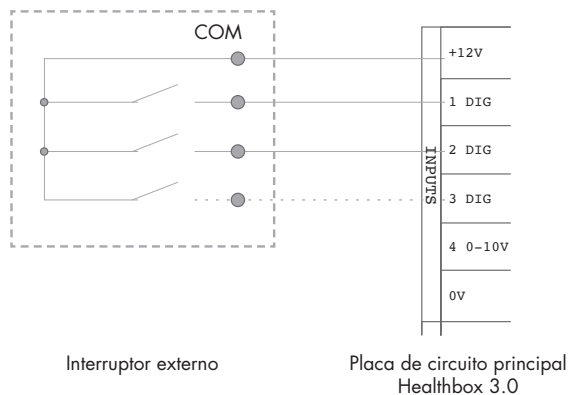 COM
+12V
1 DIG
2 DIG
3 DIG
4 0-10V
0V
INPUTS
Interruptor externo
Placa de circuito principal
Healthbox 3.0